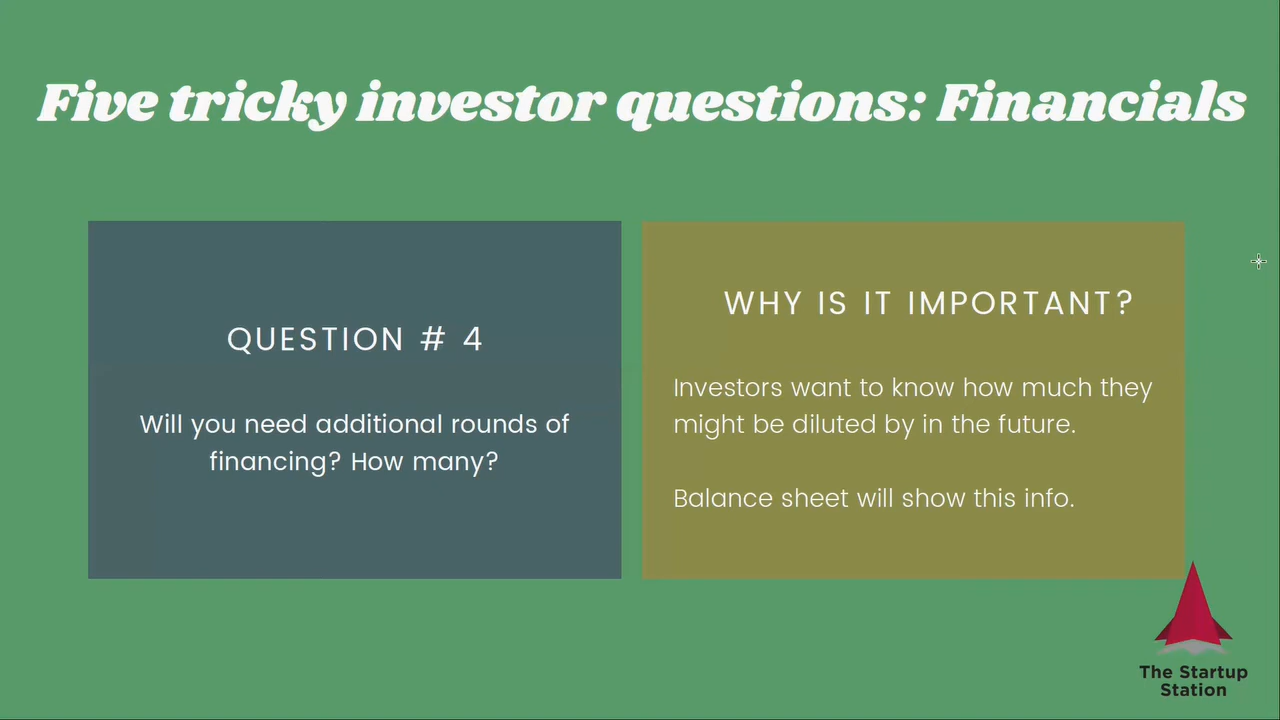 Five tricky investor questions: Financials
QUESTION # 4
Will you need additional rounds of
financing? How many?
WHY IS IT IMPORTANT?
Investors want to know how much they
might be diluted by in the future.
Balance sheet will show this info.
The Startup
Station